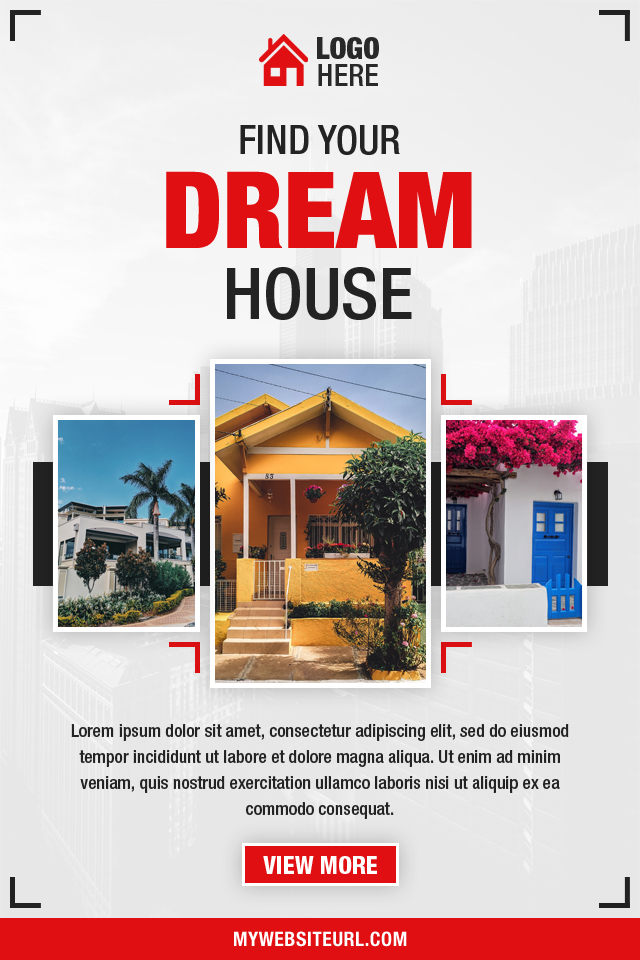 LOGO
HERE
FIND YOUR
DREAM
HOUSE
53
Lorem ipsum dolor sit amet, consectetur adipiscing elit, sed do eiusmod
tempor incididunt ut labore et dolore magna aliqua. Ut enim ad minim
veniam, quis nostrud exercitation ullamco laboris nisi ut aliquip ex ea
commodo consequat.
VIEW MORE
MYWEBSITEURL.COM